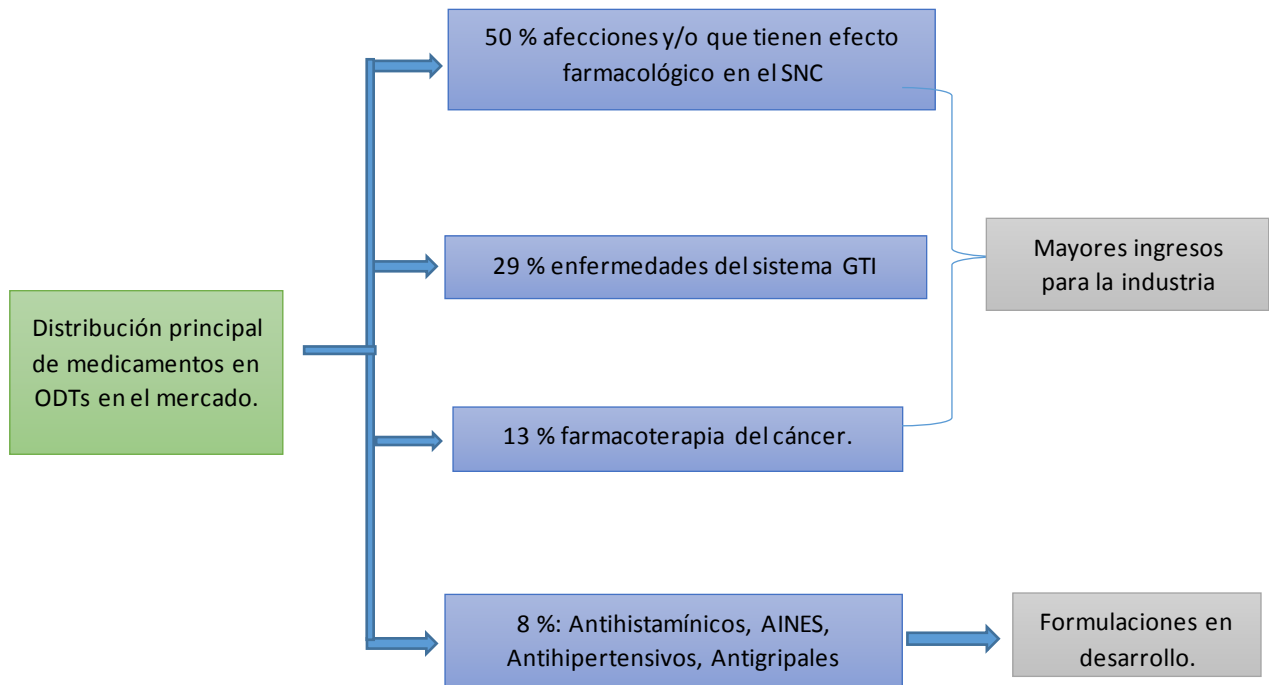 Distribución principal
de medicamentos en
ODTs en el mercado.
50 % afecciones y/o que tienen efecto
farmacológico en el SNC
29 % enfermedades del sistema GTI
13 % farmacoterapia del cáncer.
8 %: Antihistamínicos, AINES,
Antihipertensivos, Antigripales
Mayores ingresos
para la industria
Formulaciones en
desarrollo.